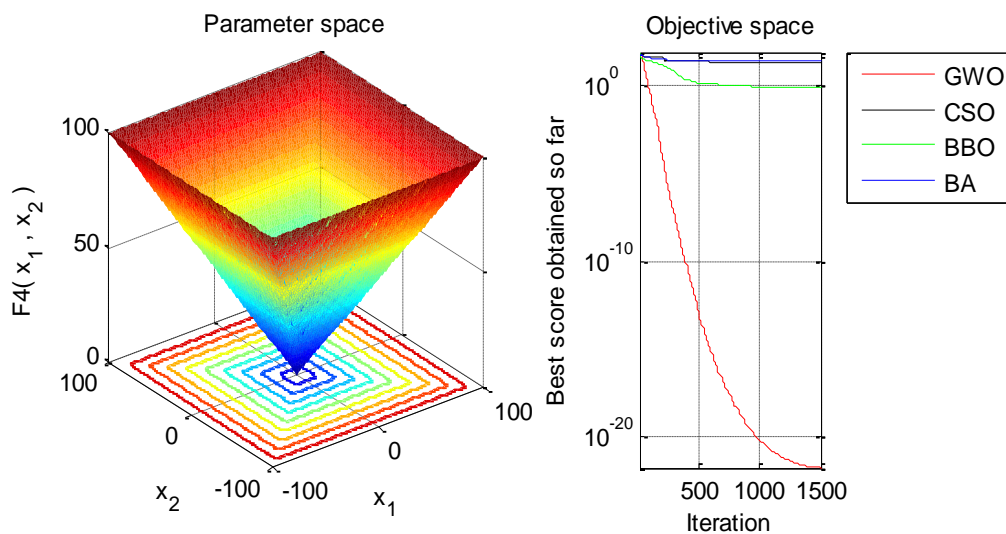 Parameter space
100
50
0
F4( x1 , x2)
100
0
-100
x2
-100
0
100
x1
Objective space
Best score obtained so far
10^0
10^-10
10^-20
500
1000
1500
Iteration
GWO
CSO
BBO
BA